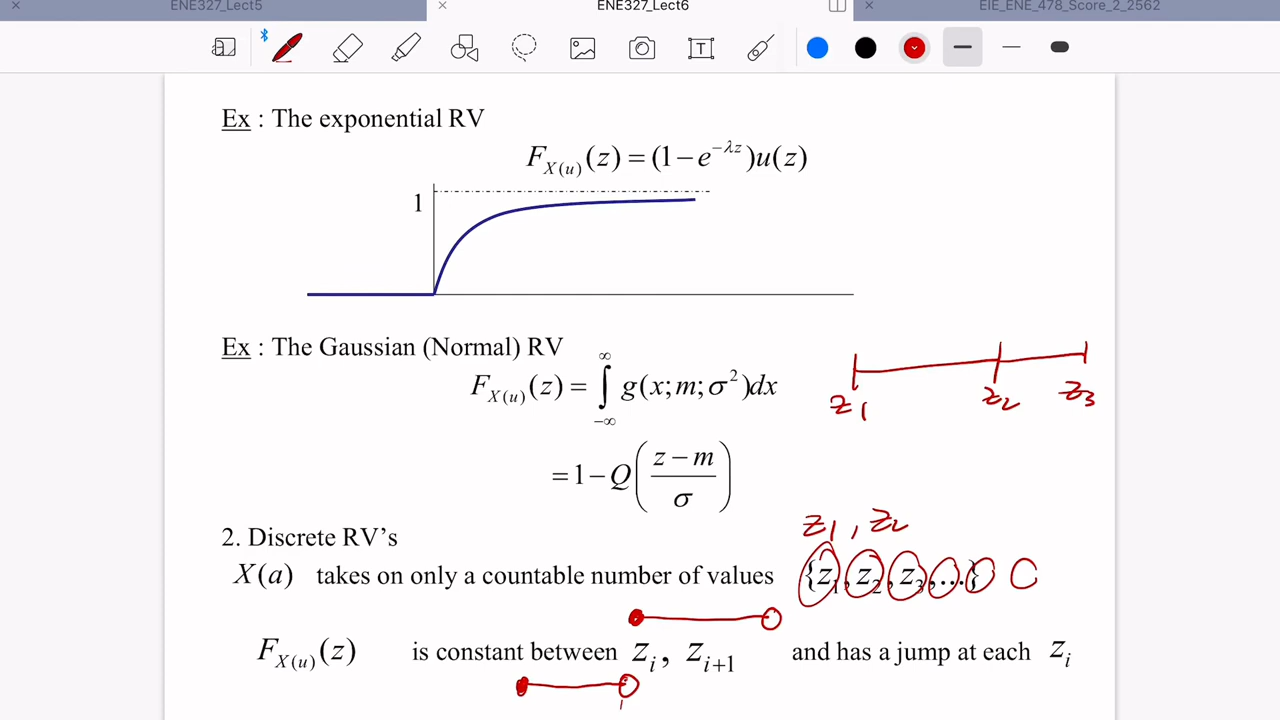 ENE327_Lect5 ENE327_Lect6 EIE_ENE_478_Score_2_2562
Ex : The exponential RV
F_{X(u)}(z) = (1 − e^{−λz})u(z)
1
Ex : The Gaussian (Normal) RV
F_{X(u)}(z) = ∫_{−∞}^{∞} g(x; m; σ²)dx
z1 z2 z3
= 1 − Q((z − m)/σ)
z1, z2
2. Discrete RV's
X(a) takes on only a countable number of values {z1, z2, z3, ...}
F_{X(u)}(z) is constant between z_i, z_{i+1} and has a jump at each z_i